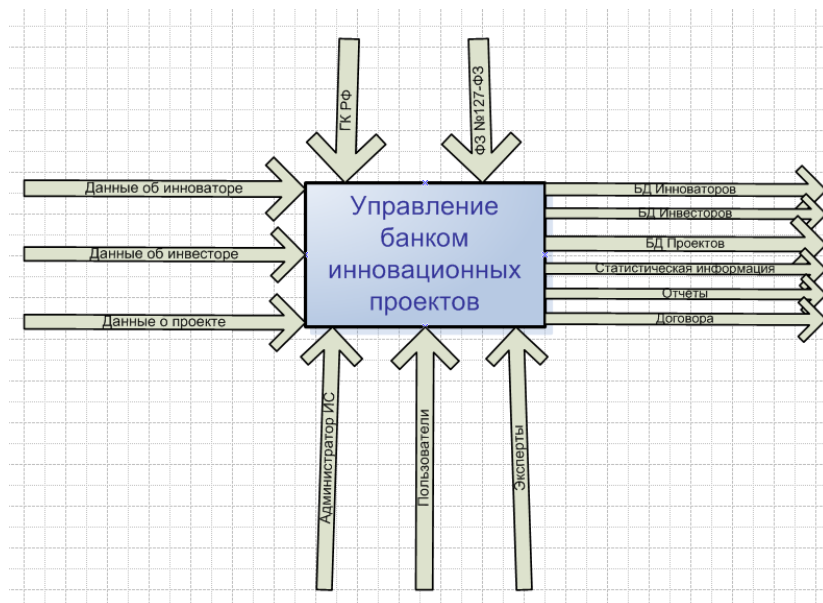 ГК РФ
ФЗ №127-ФЗ
Данные об инноваторе
Данные об инвесторе
Данные о проекте
Управление
банком
инновационных
проектов
БД Инноваторов
БД Инвесторов
БД Проектов
Статистическая информация
Отчеты
Договора
Администратор ИС
Пользователи
Эксперты